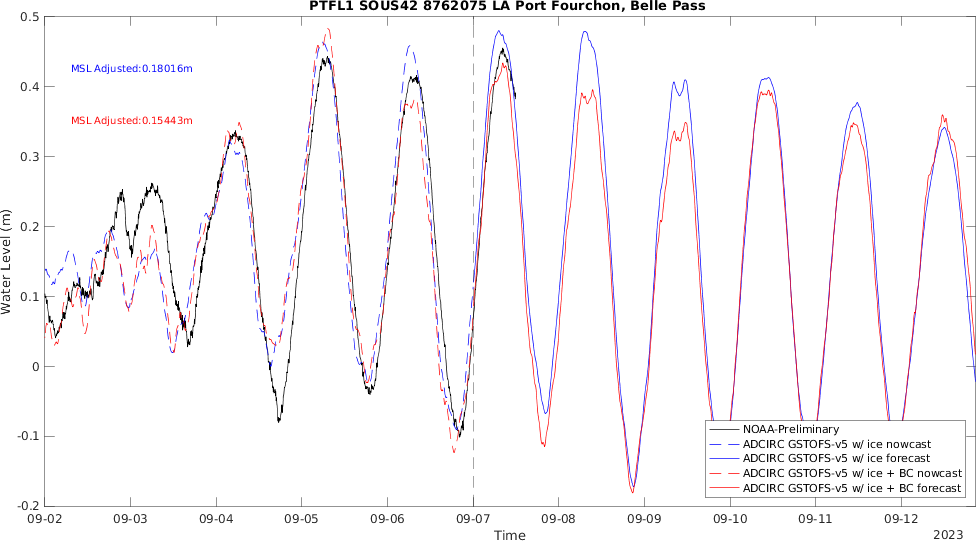 PTFL1 SOUS42 8762075 LA Port Fourchon, Belle Pass
0.5
0.4
0.3
0.2
0.1
0
-0.1
-0.2
Water Level (m)
MSL Adjusted:0.18016m
MSL Adjusted:0.15443m
NOAA-Preliminary
ADCIRC GSTOFS-v5 w/ ice nowcast
ADCIRC GSTOFS-v5 w/ ice forecast
ADCIRC GSTOFS-v5 w/ ice + BC nowcast
ADCIRC GSTOFS-v5 w/ ice + BC forecast
09-02 09-03 09-04 09-05 09-06 09-07 09-08 09-09 09-10 09-11 09-12
Time
2023